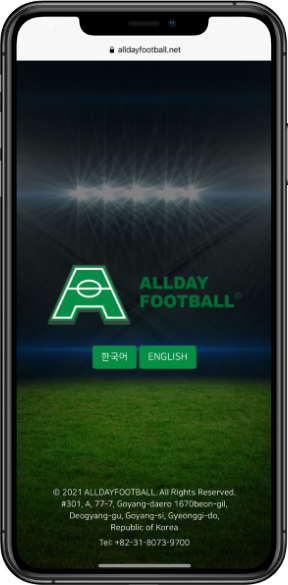 alldayfootball.net
ALLDAY
FOOTBALL©
한국어 ENGLISH
© 2021 ALLDAYFOOTBALL. All Rights Reserved.
#301, A, 77-7, Goyang-daero 1670beon-gil,
Deogyang-gu, Goyang-si, Gyeonggi-do,
Republic of Korea
Tel: +82-31-8073-9700